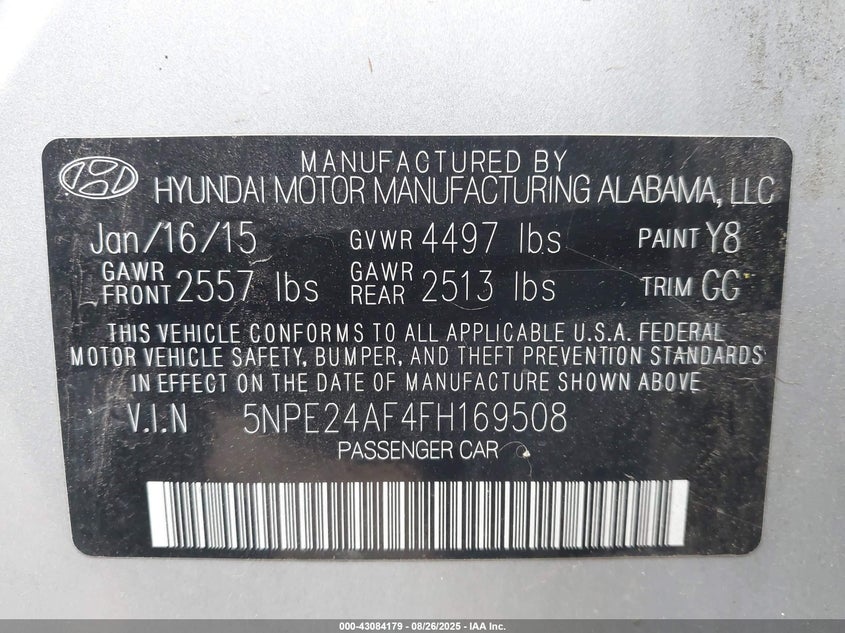 MANUFACTURED BY
HYUNDAI MOTOR MANUFACTURING ALABAMA, LLC
Jan/16/15 GVWR 4497 lbs PAINT Y8
GAWR FRONT 2557 lbs GAWR REAR 2513 lbs TRIM GG
THIS VEHICLE CONFORMS TO ALL APPLICABLE U.S.A. FEDERAL
MOTOR VEHICLE SAFETY, BUMPER, AND THEFT PREVENTION STANDARDS
IN EFFECT ON THE DATE OF MANUFACTURE SHOWN ABOVE
V.I.N 5NPE24AF4FH169508
PASSENGER CAR
000-43084179 - 08/26/2025 - IAA Inc.